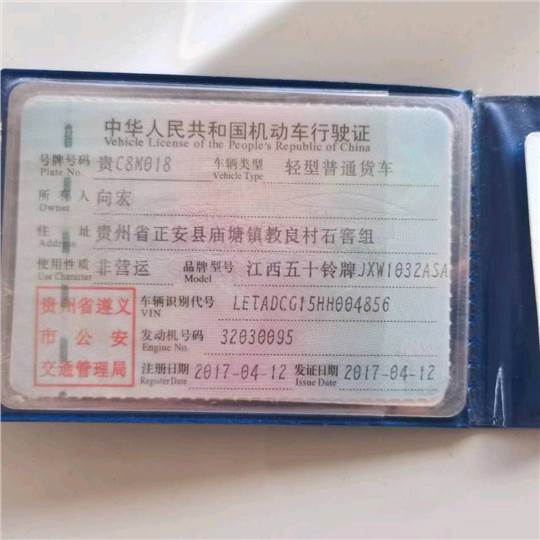 中华人民共和国机动车行驶证
Vehicle License of the People's Republic of China
号牌号码 贵C8M018 车辆类型 轻型普通货车
Plate No. Vehicle Type
所有人 向宏
Owner
住址 贵州省正安县庙塘镇教良村石窖组
Address
使用性质 非营运 品牌型号 江西五十铃牌JXW1032ASA
Use Character Model
贵州省遵义市公安交通管理局
车辆识别代号 LETADCG15HH004856
VIN
发动机号码 32030095
Engine No.
注册日期 2017-04-12 发证日期 2017-04-12
Register Date Issue Date